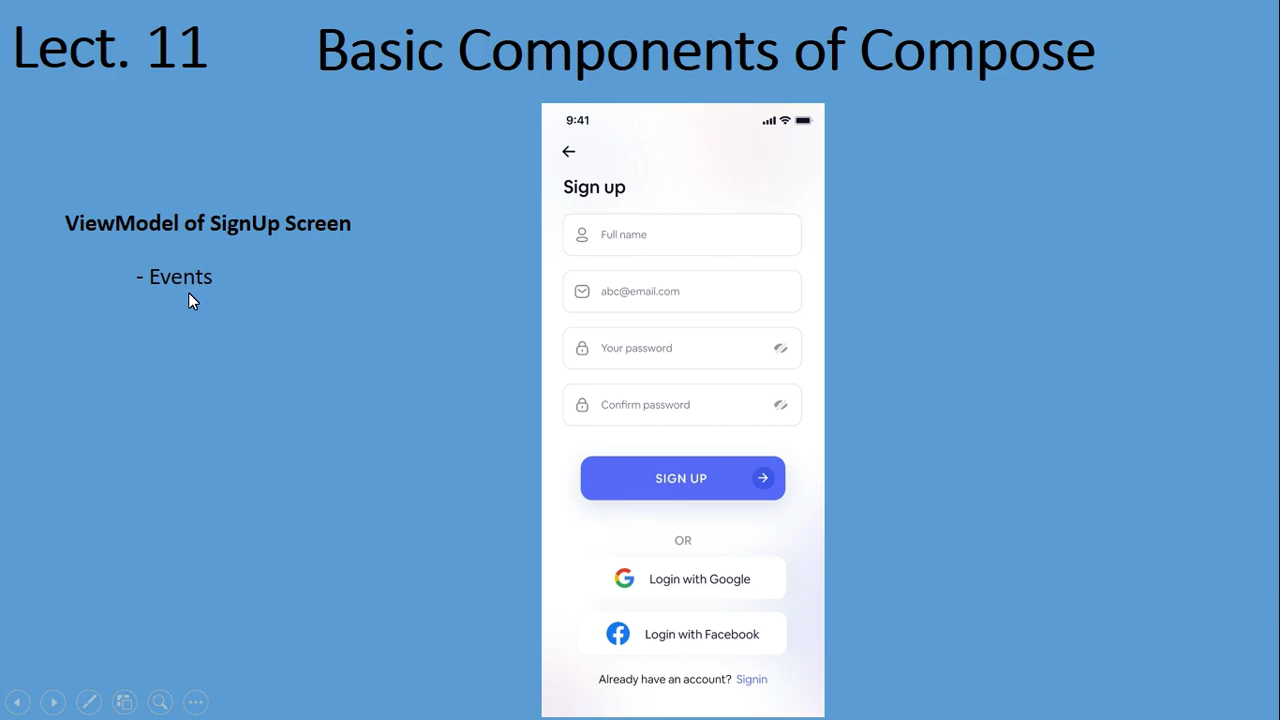 Lect. 11
Basic Components of Compose
ViewModel of SignUp Screen
- Events
9:41
Sign up
Full name
abc@email.com
Your password
Confirm password
SIGN UP
OR
Login with Google
Login with Facebook
Already have an account? Signin